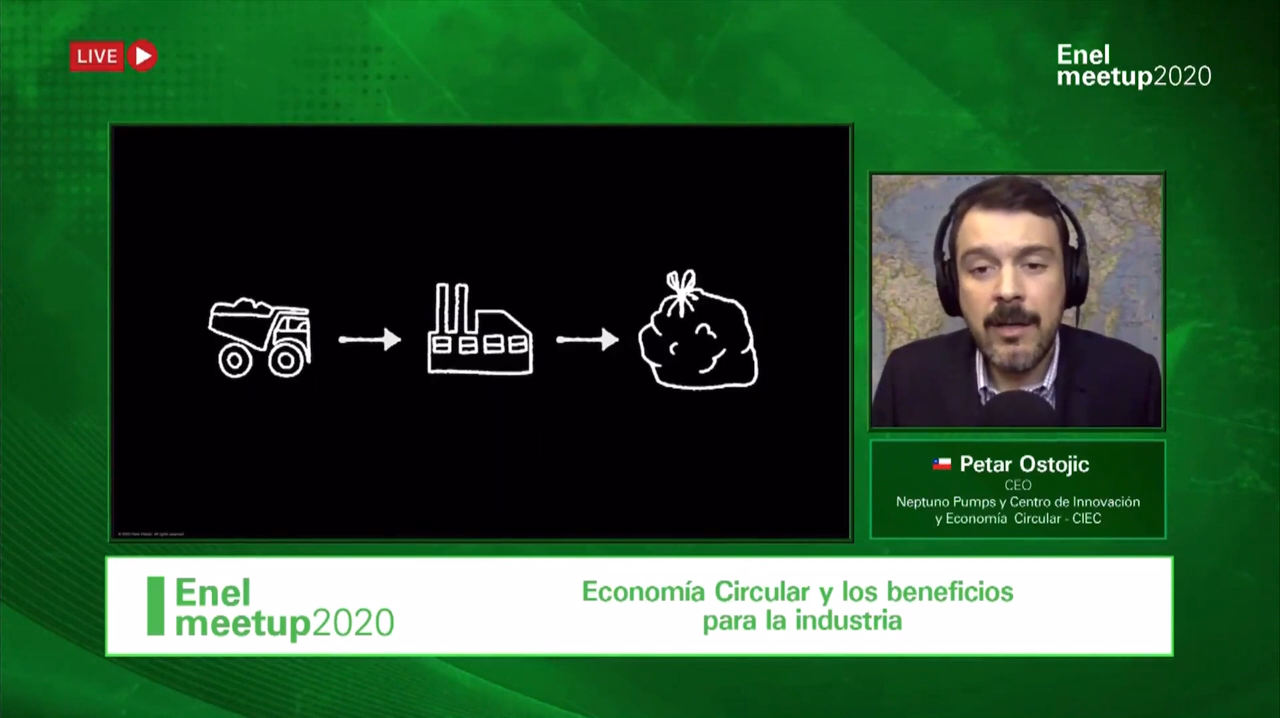 LIVE
Enel
meetup2020
Petar Ostojic
CEO
Neptuno Pumps y Centro de Innovación
y Economía Circular - CIEC
Enel
meetup2020
Economía Circular y los beneficios
para la industria